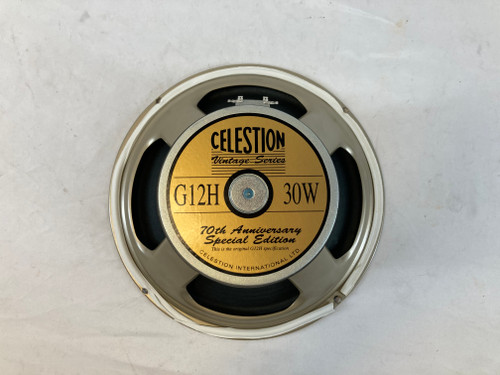 CELESTION
Vintage Series
G12H 30W
70th Anniversary
Special Edition
This is the original G12H specification
CELESTION INTERNATIONAL LTD